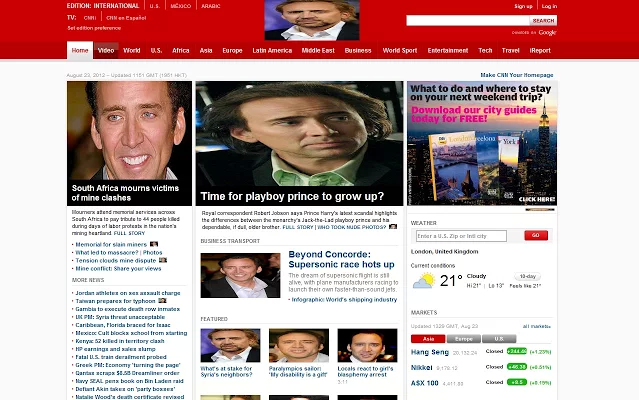 EDITION: INTERNATIONAL U.S. MÉXICO ARABIC
TV: CNNi CNN en Español
Set edition preference
Sign up Log in
SEARCH
POWERED BY Google
Home Video World U.S. Africa Asia Europe Latin America Middle East Business World Sport Entertainment Tech Travel iReport
August 23, 2012 -- Updated 1151 GMT (1951 HKT)
Make CNN Your Homepage
South Africa mourns victims
of mine clashes
Mourners attend memorial services across
South Africa to pay tribute to 44 people killed
during days of labor protests in the nation's
mining heartland. FULL STORY
Memorial for slain miners
What led to massacre? | Photos
Tension clouds mine dispute
Mine conflict: Share your views
MORE NEWS
Jordan athletes on sex assault charge
Taiwan prepares for typhoon
Gambia to execute death row inmates
UK PM: Syria threat unacceptable
Caribbean, Florida braced for Isaac
Mexico: Cult blocks school from starting
Kenya: 52 killed in territory clash
HP earnings and sales slump
Fatal U.S. train derailment probed
Greek PM: Economy 'turning the page'
Qantas scraps $8.5B Dreamliner order
Navy SEAL pens book on Bin Laden raid
Defiant Akin takes on 'party bosses'
Natalie Wood's death certificate revised
Time for playboy prince to grow up?
Royal correspondent Robert Jobson says Prince Harry's latest scandal highlights
the differences between the monarchy's Jack-the-Lad playboy prince and his
dependable, if dull, elder brother. FULL STORY | WHO TOOK NUDE PHOTOS?
BUSINESS TRANSPORT
Beyond Concorde:
Supersonic race hots up
The dream of supersonic flight is still
alive, with plane manufacturers racing to
launch their own faster-than-sound jets.
Infographic: World's shipping industry
FEATURED
What's at stake for
Syria's neighbors?
Paralympics sailor:
'My disability is a gift'
Locals react to girl's
blasphemy arrest
3:11
What to do and where to stay
on your next weekend trip?
Download our city guides
today for FREE!
London
Barcelona
York
CLICK HERE!
WEATHER
Enter a U.S. Zip or Intl city
GO
London, United Kingdom
Current conditions
21° Cloudy
Hi 21° Lo 13°
10-day
Feels like 21°
MARKETS
Updated 1329 GMT, Aug 23
all markets
Asia Europe U.S.
Hang Seng 20,132.24 Closed +244.46 (+1.23%)
Nikkei 9,178.12 Closed +46.38 (+0.51%)
A$X 100 Closed +6.5 (+0.19%)